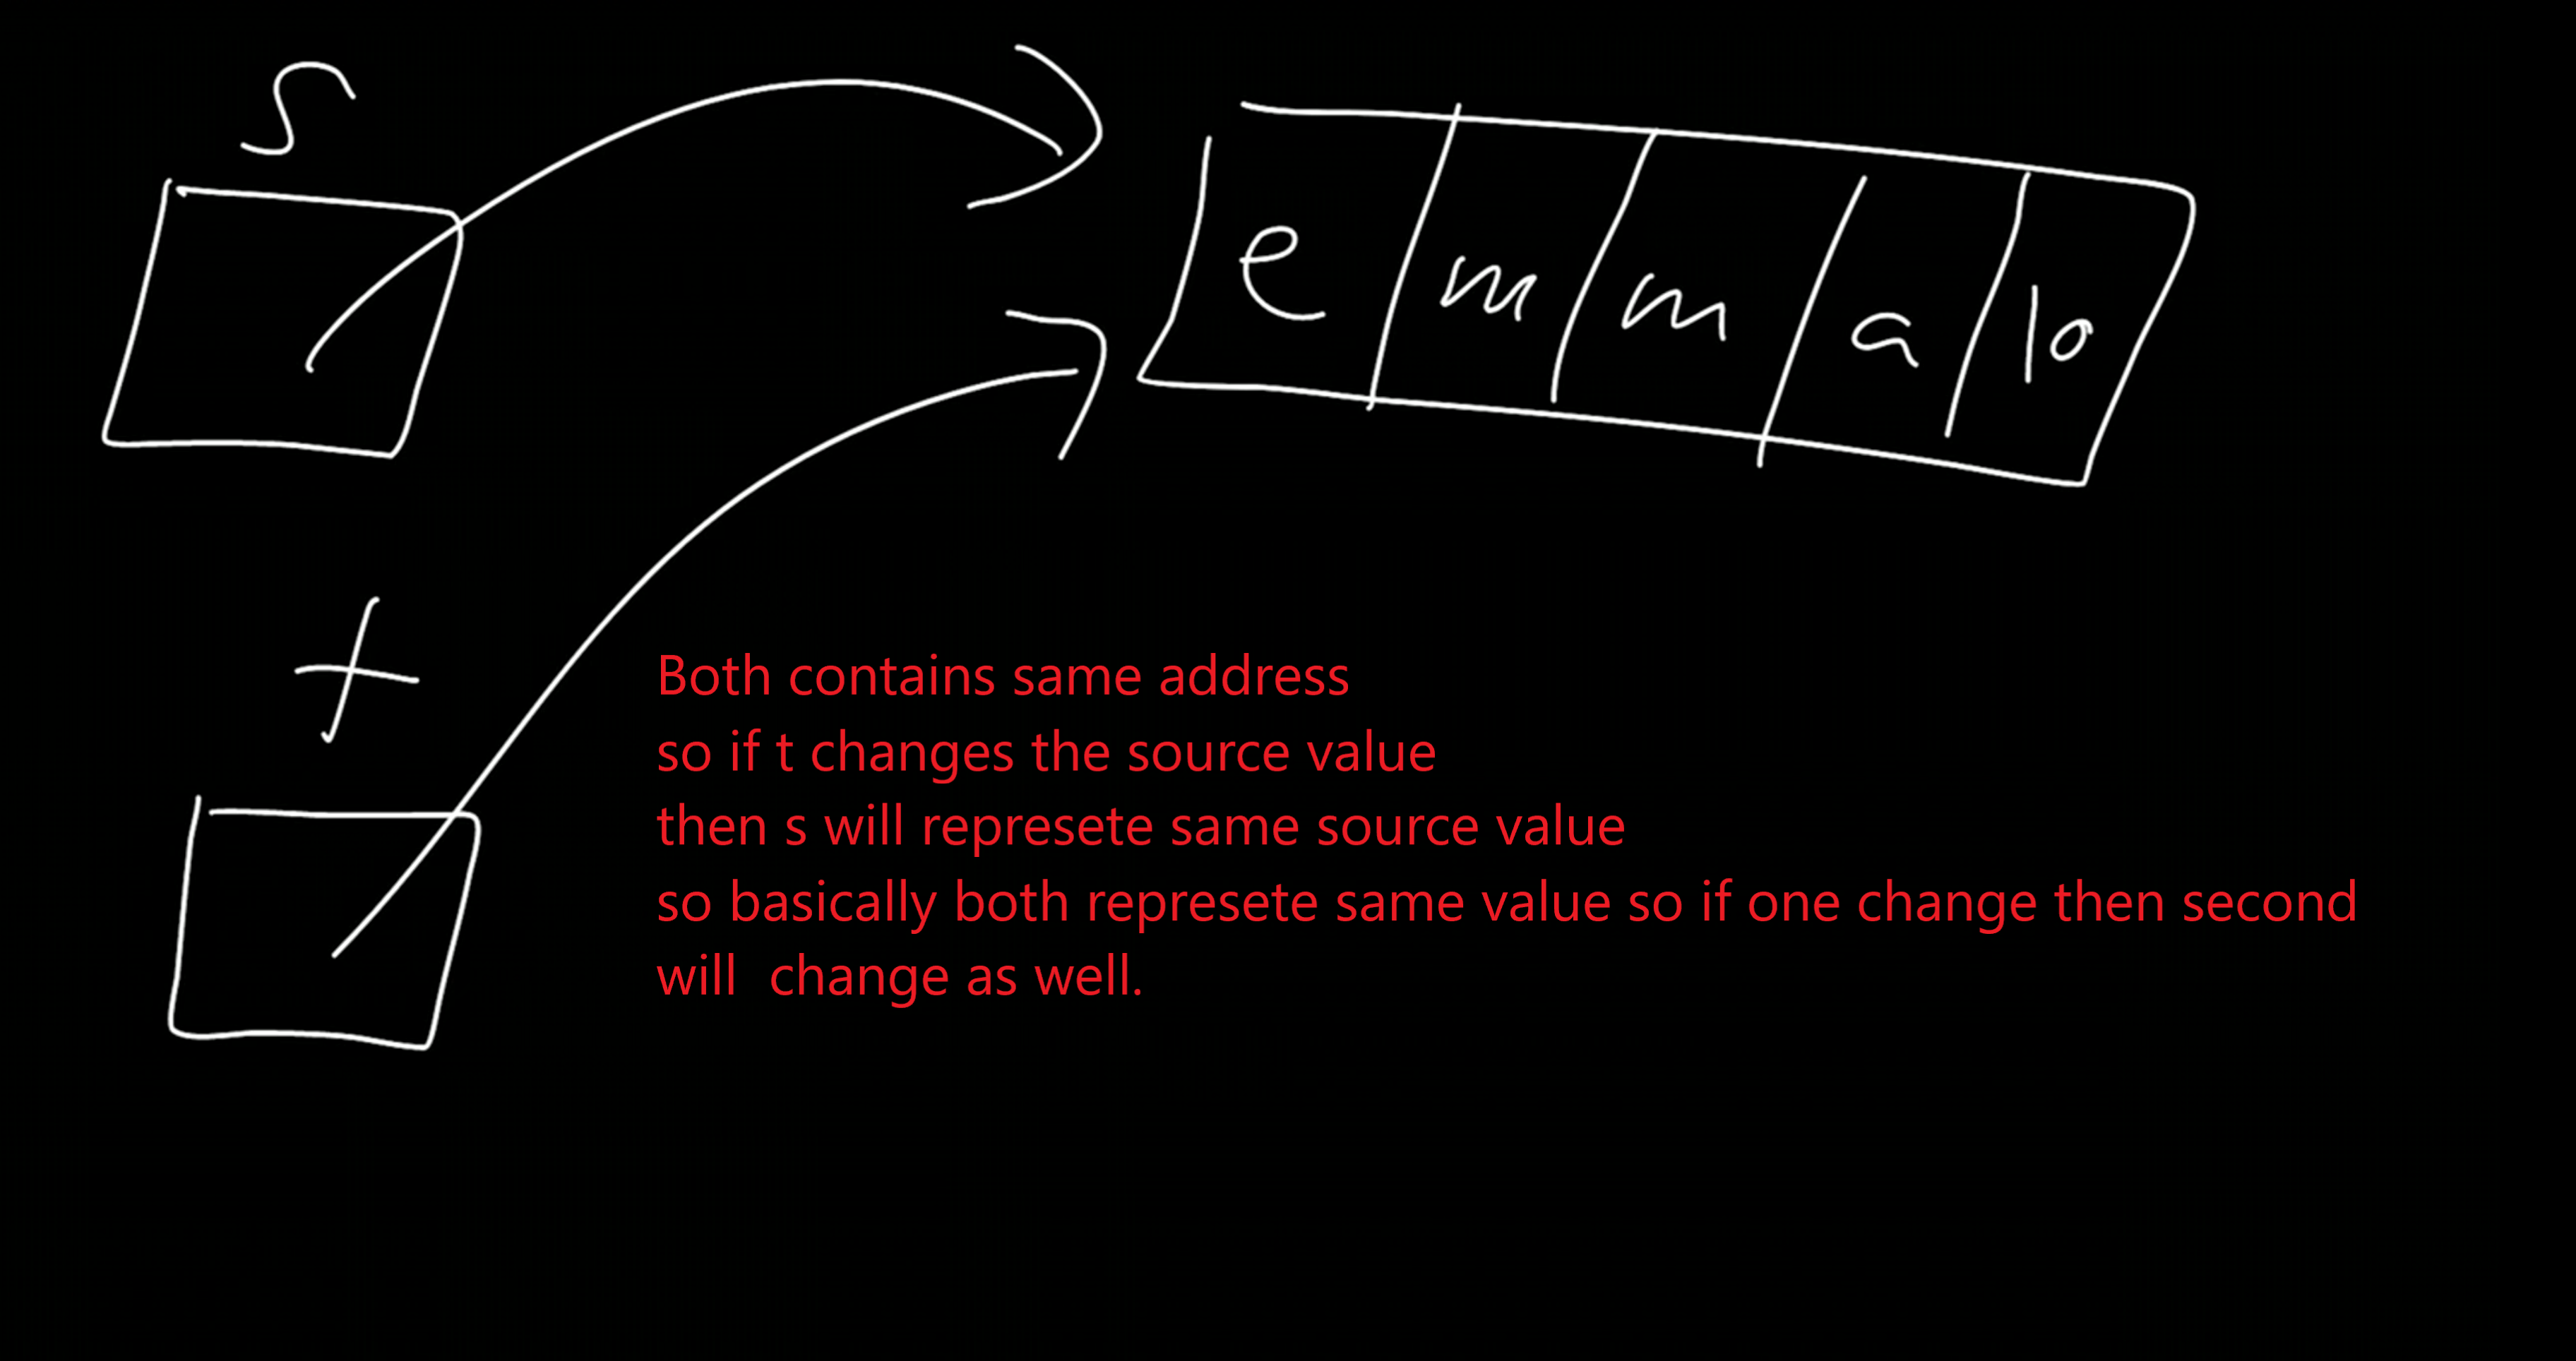 s
e m m a \0
t
Both contains same address
so if t changes the source value
then s will represete same source value
so basically both represete same value so if one change then second
will change as well.